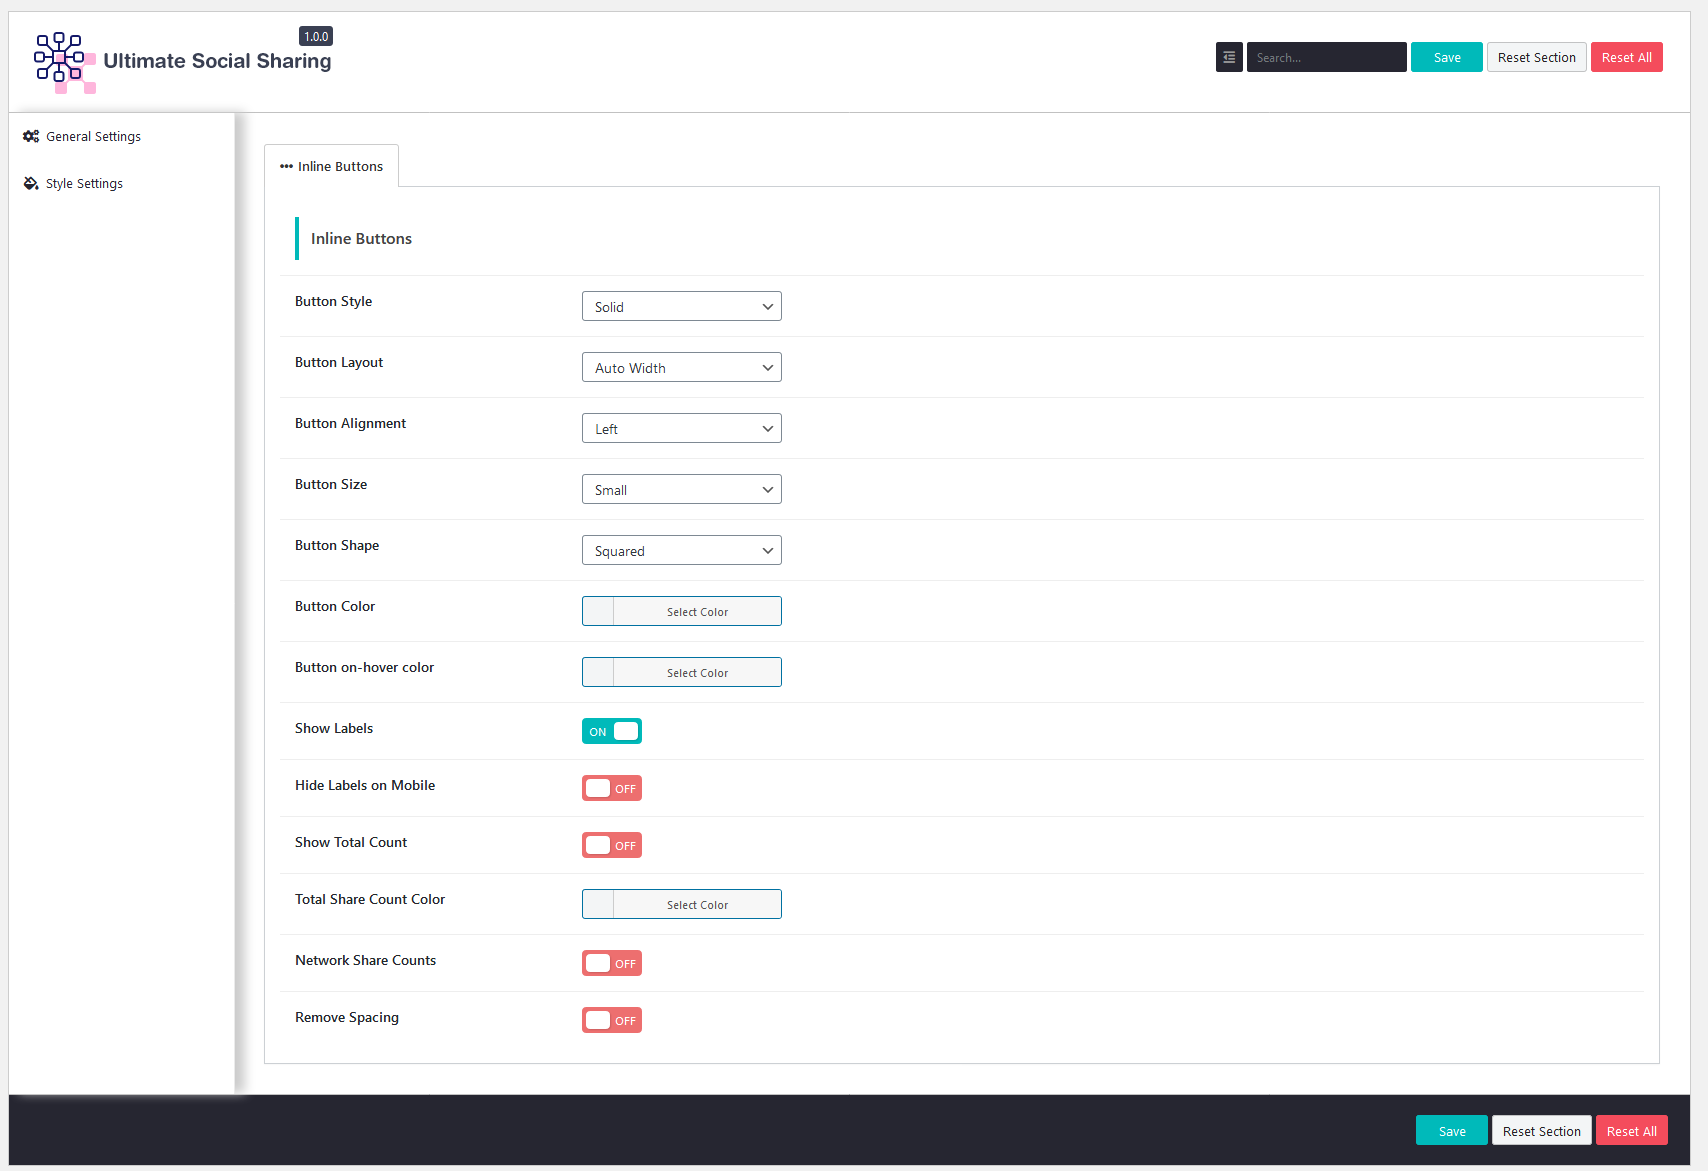 1.0.0
Ultimate Social Sharing
Search...
Save
Reset Section
Reset All
General Settings
Style Settings
Inline Buttons
Inline Buttons
Button Style
Solid
Button Layout
Auto Width
Button Alignment
Left
Button Size
Small
Button Shape
Squared
Button Color
Select Color
Button on-hover color
Select Color
Show Labels
ON
Hide Labels on Mobile
OFF
Show Total Count
OFF
Total Share Count Color
Select Color
Network Share Counts
OFF
Remove Spacing
OFF
Save
Reset Section
Reset All